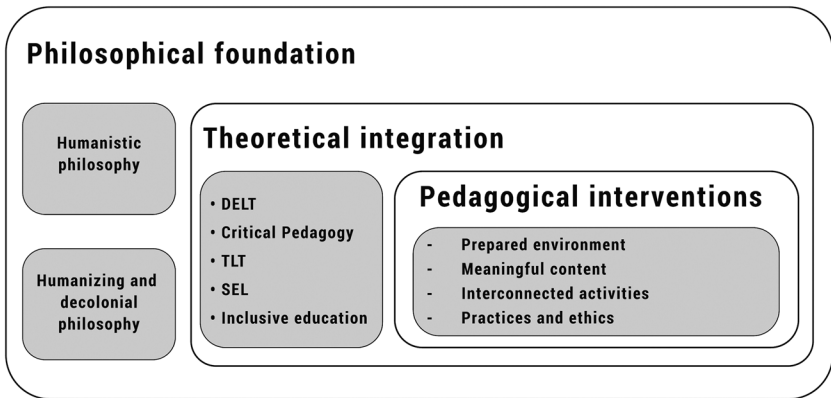 Philosophical foundation
Humanistic
philosophy
Humanizing and
decolonial
philosophy
Theoretical integration
• DELT
• Critical Pedagogy
• TLT
• SEL
• Inclusive education
Pedagogical interventions
- Prepared environment
- Meaningful content
- Interconnected activities
- Practices and ethics